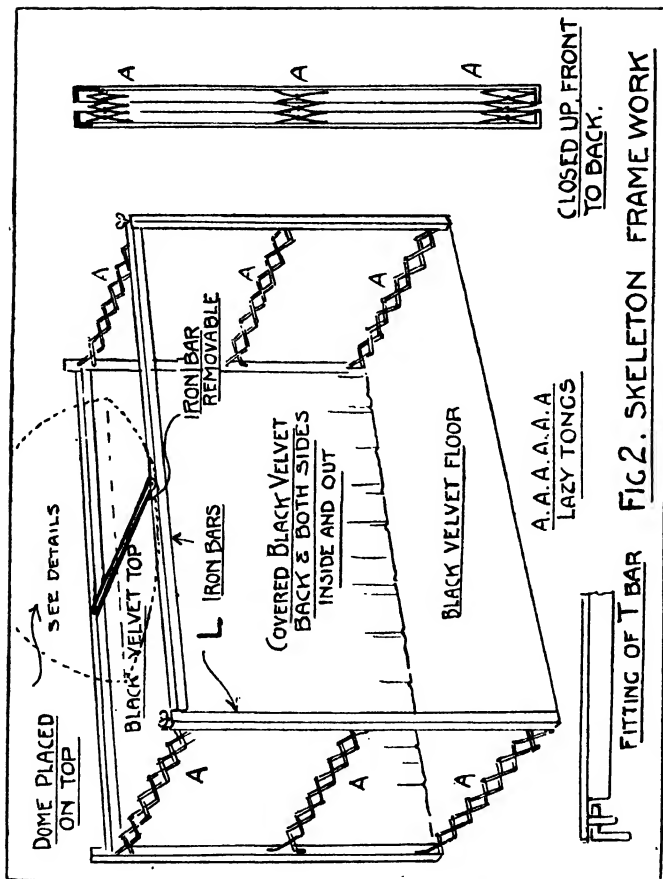 DOME PLACED
ON TOP
SEE DETAILS
BLACK VELVET TOP
IRON BAR
REMOVABLE
IRON BARS
L
COVERED BLACK VELVET
BACK & BOTH SIDES
INSIDE AND OUT
BLACK VELVET FLOOR
A
A
A
A
A
A
A
A
A
CLOSED UP, FRONT
TO BACK.
A.A.A.A.A.A
LAZY TONGS
FITTING OF T BAR
FIG 2. SKELETON FRAME WORK